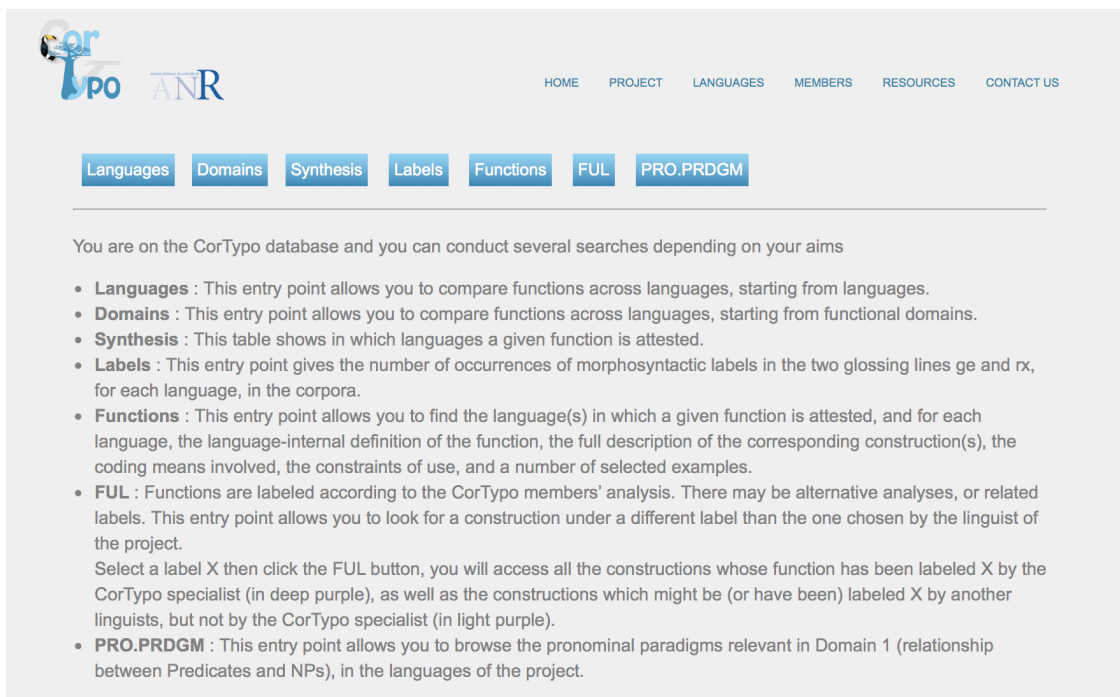 Cor
Typo
ANR
HOME PROJECT LANGUAGES MEMBERS RESOURCES CONTACT US
Languages Domains Synthesis Labels Functions FUL PRO.PRDGM
You are on the CorTypo database and you can conduct several searches depending on your aims
• Languages : This entry point allows you to compare functions across languages, starting from languages.
• Domains : This entry point allows you to compare functions across languages, starting from functional domains.
• Synthesis : This table shows in which languages a given function is attested.
• Labels : This entry point gives the number of occurrences of morphosyntactic labels in the two glossing lines ge and rx,
for each language, in the corpora.
• Functions : This entry point allows you to find the language(s) in which a given function is attested, and for each
language, the language-internal definition of the function, the full description of the corresponding construction(s), the
coding means involved, the constraints of use, and a number of selected examples.
• FUL : Functions are labeled according to the CorTypo members’ analysis. There may be alternative analyses, or related
labels. This entry point allows you to look for a construction under a different label than the one chosen by the linguist of
the project.
Select a label X then click the FUL button, you will access all the constructions whose function has been labeled X by the
CorTypo specialist (in deep purple), as well as the constructions which might be (or have been) labeled X by another
linguists, but not by the CorTypo specialist (in light purple).
• PRO.PRDGM : This entry point allows you to browse the pronominal paradigms relevant in Domain 1 (relationship
between Predicates and NPs), in the languages of the project.